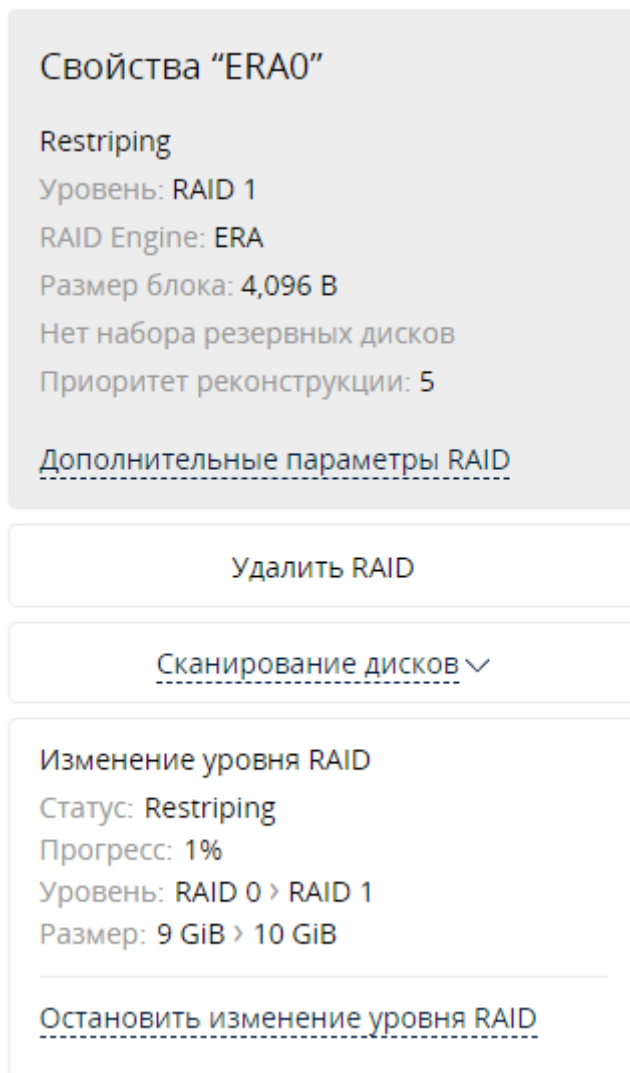 Свойства “ERA0”
Restriping
Уровень: RAID 1
RAID Engine: ERA
Размер блока: 4,096 B
Нет набора резервных дисков
Приоритет реконструкции: 5
Дополнительные параметры RAID
Удалить RAID
Сканирование дисков
Изменение уровня RAID
Статус: Restriping
Прогресс: 1%
Уровень: RAID 0 › RAID 1
Размер: 9 GiB › 10 GiB
Остановить изменение уровня RAID